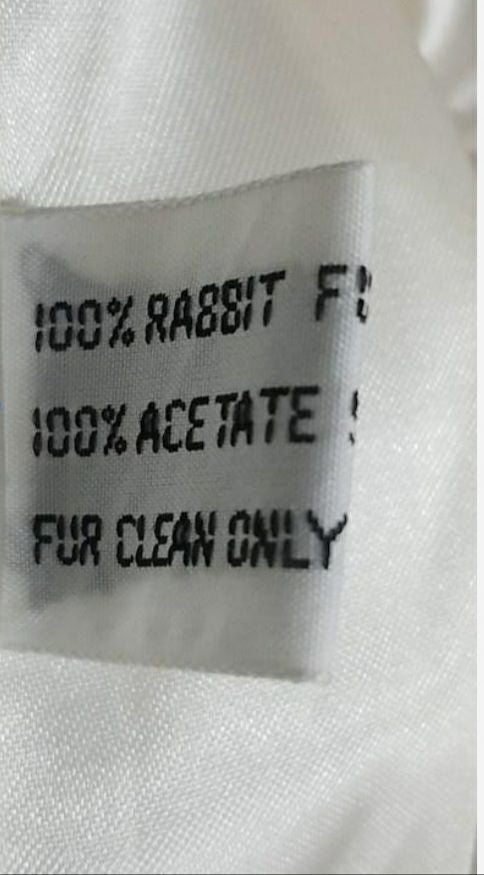 100% RABBIT
100% ACETATE
FUR CLEAN ONLY